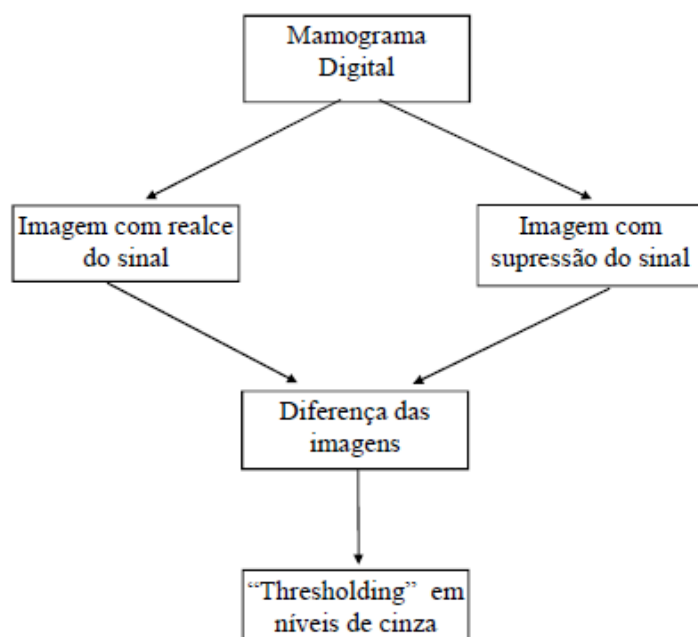 Mamograma
Digital
Imagem com realce
do sinal
Imagem com
supressão do sinal
Diferença das
imagens
“Thresholding” em
níveis de cinza